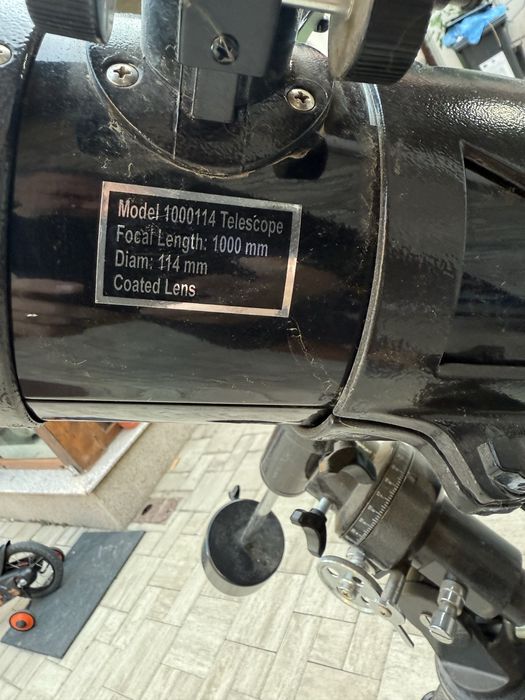 Model 1000114 Telescope
Focal Length: 1000 mm
Diam: 114 mm
Coated Lens